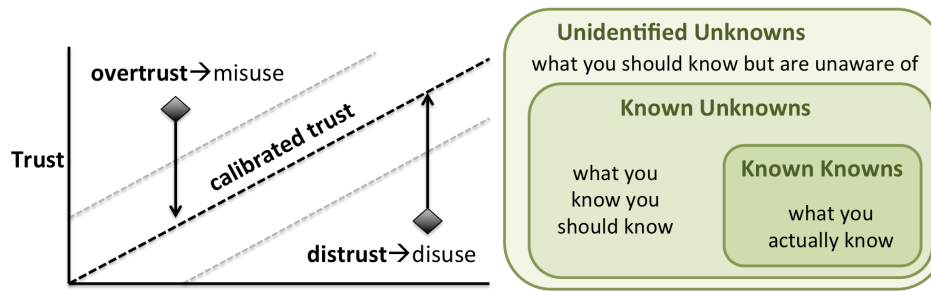 overtrust→misuse
Trust
calibrated trust
distrust→disuse
Unidentified Unknowns
what you should know but are unaware of
Known Unknowns
what you
know you
should know
Known Knowns
what you
actually know